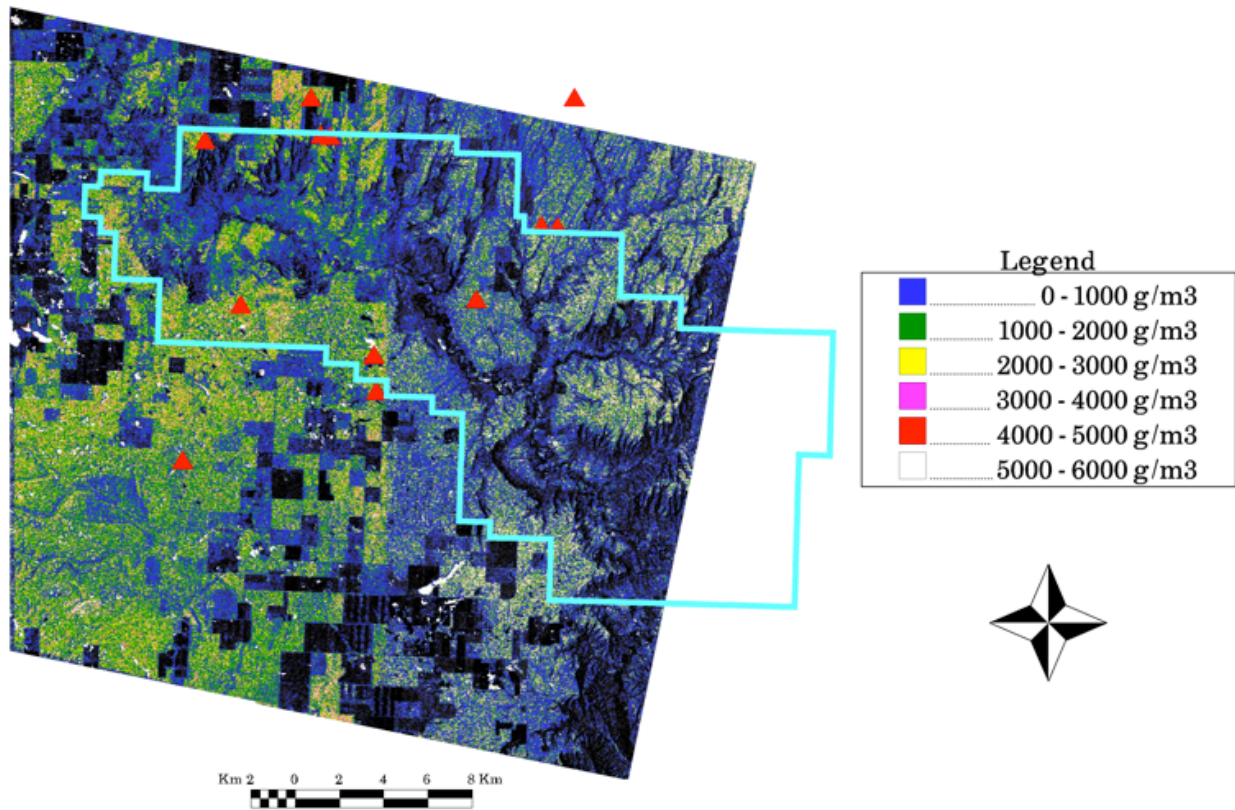 Legend
0 - 1000 g/m3
1000 - 2000 g/m3
2000 - 3000 g/m3
3000 - 4000 g/m3
4000 - 5000 g/m3
5000 - 6000 g/m3
Km 2 0 2 4 6 8 Km